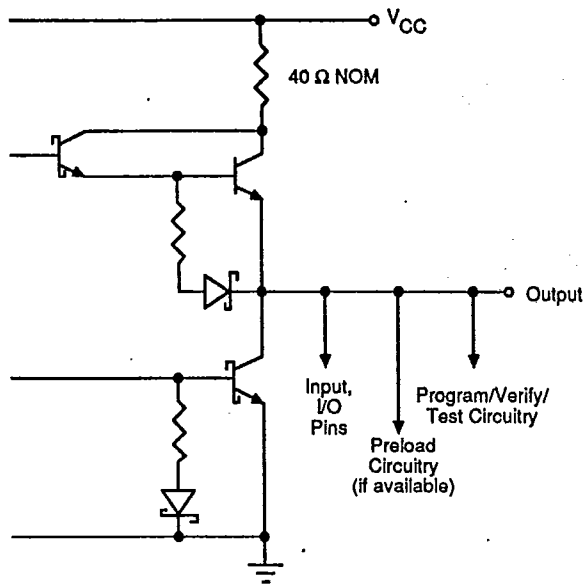 V_CC
40 Ω NOM
Output
Input,
I/O
Pins
Program/Verify/
Test Circuitry
Preload
Circuitry
(if available)